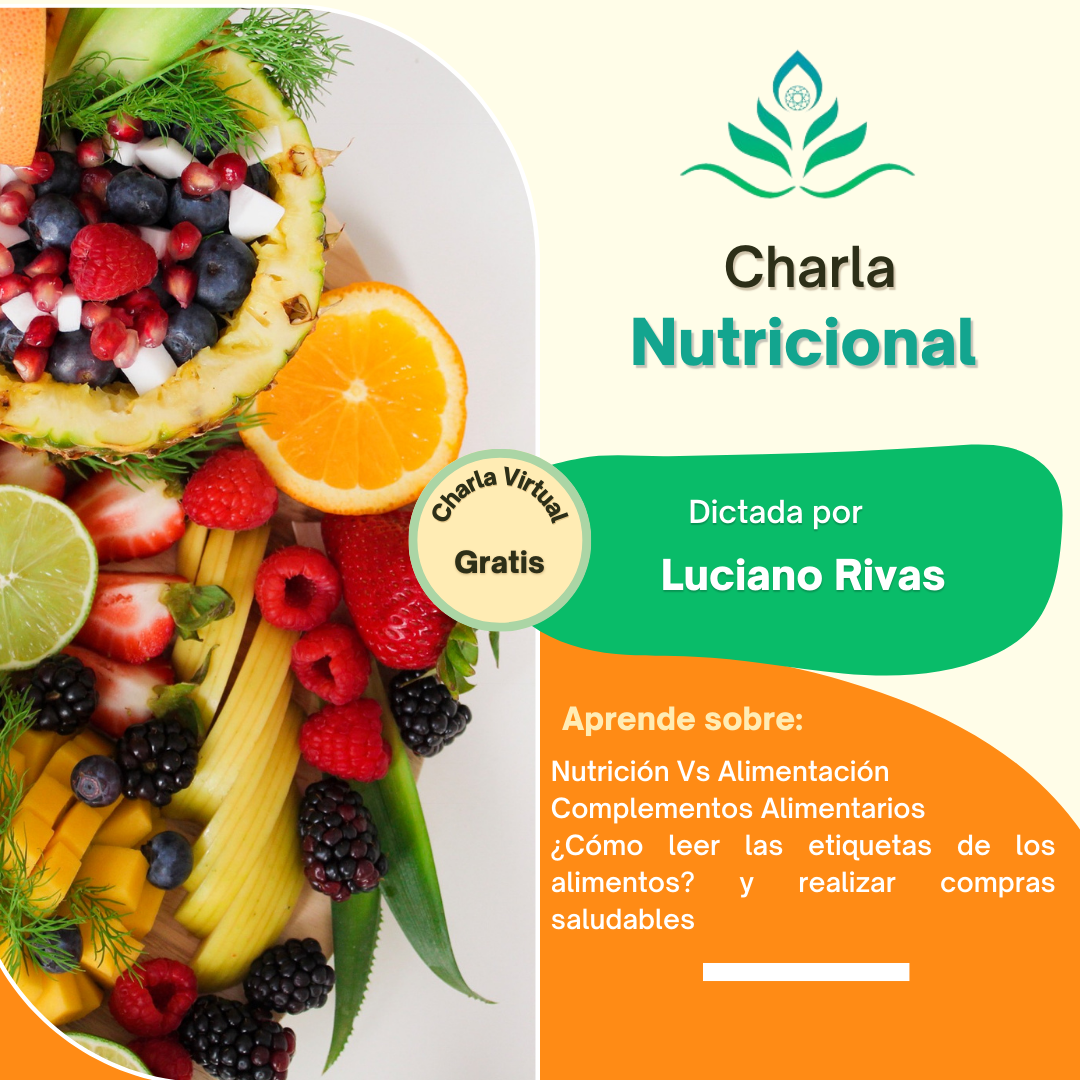 Charla
Nutricional
Charla Virtual
Gratis
Dictada por
Luciano Rivas
Aprende sobre:
Nutrición Vs Alimentación
Complementos Alimentarios
¿Cómo leer las etiquetas de los
alimentos? y realizar compras
saludables